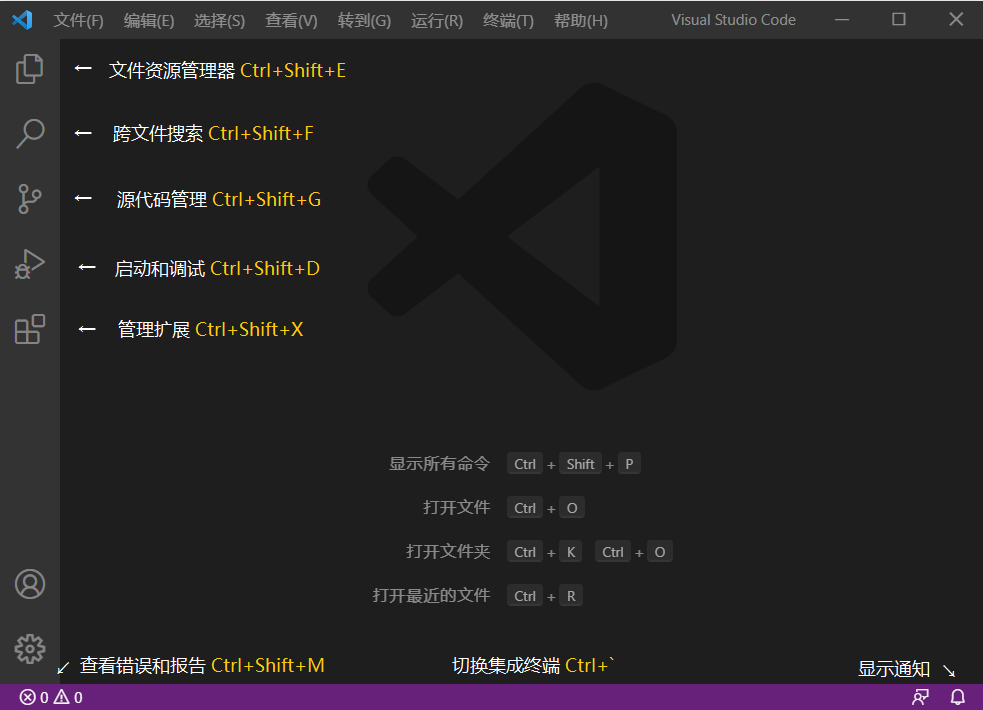 文件(F) 编辑(E) 选择(S) 查看(V) 转到(G) 运行(R) 终端(T) 帮助(H) Visual Studio Code
← 文件资源管理器 Ctrl+Shift+E
← 跨文件搜索 Ctrl+Shift+F
← 源代码管理 Ctrl+Shift+G
← 启动和调试 Ctrl+Shift+D
← 管理扩展 Ctrl+Shift+X
显示所有命令 Ctrl + Shift + P
打开文件 Ctrl + O
打开文件夹 Ctrl + K Ctrl + O
打开最近的文件 Ctrl + R
↙ 查看错误和报告 Ctrl+Shift+M 切换集成终端 Ctrl+` 显示通知 ↘
0 0